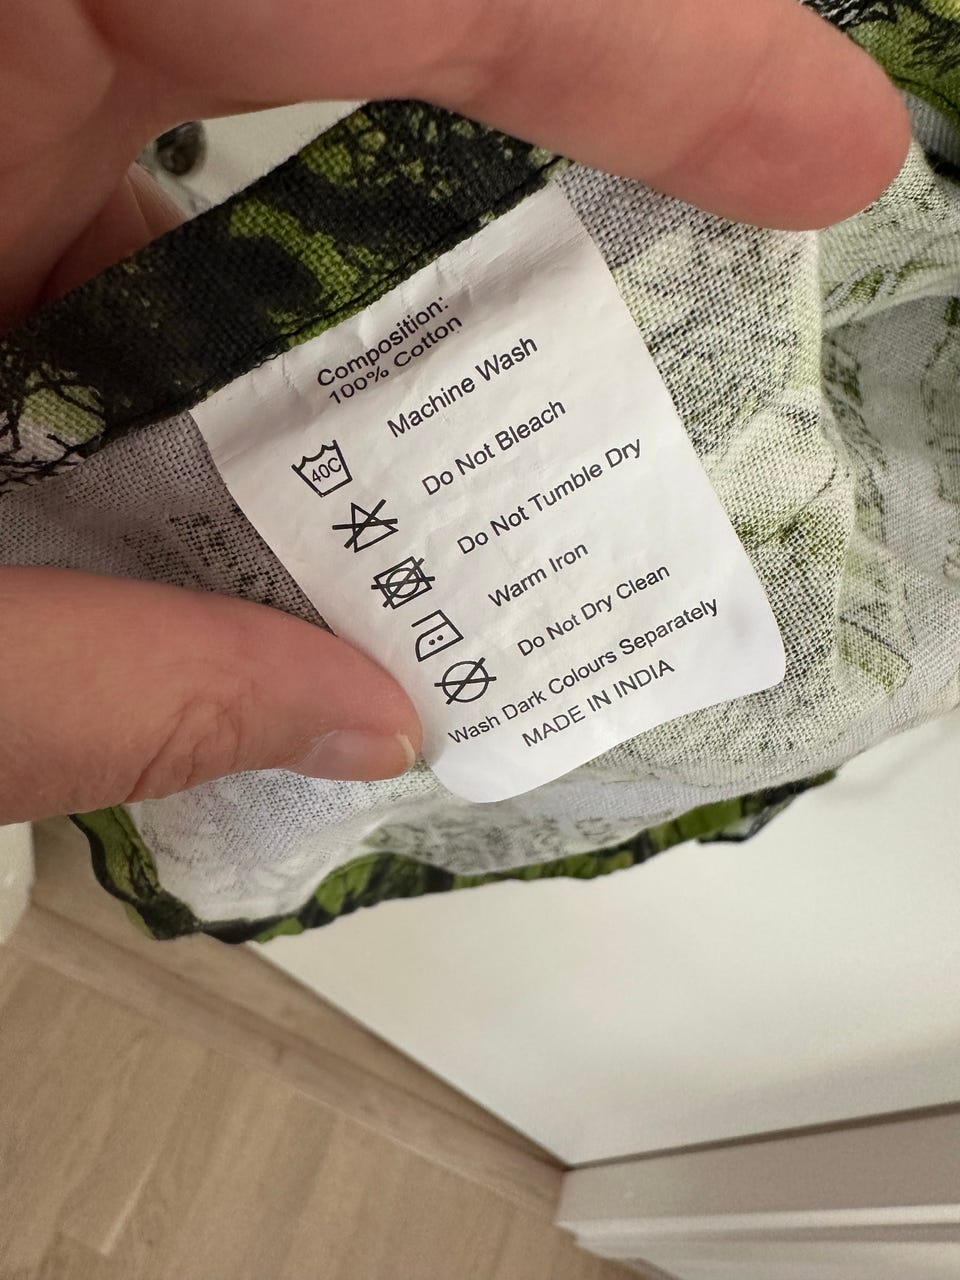 Composition:
100% Cotton
40C Machine Wash
Do Not Bleach
Do Not Tumble Dry
Warm Iron
Do Not Dry Clean
Wash Dark Colours Separately
MADE IN INDIA